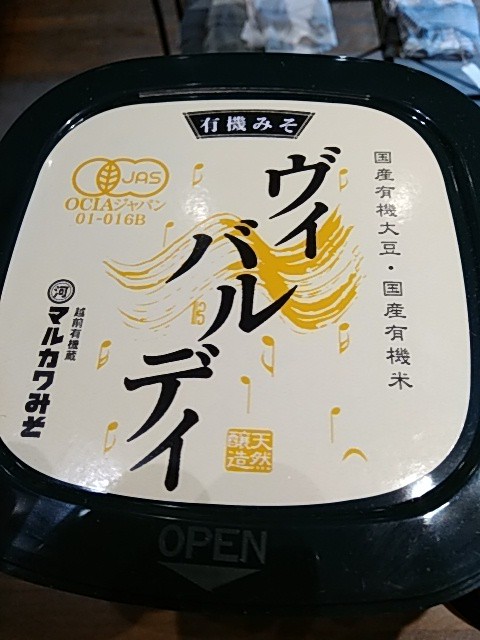 有機みそ
国産有機大豆・国産有機米
ヴィ
バル
ディ
JAS
OCIAジャパン
01-016B
河
越前有機蔵
マルカワみそ
天然
醸造
OPEN